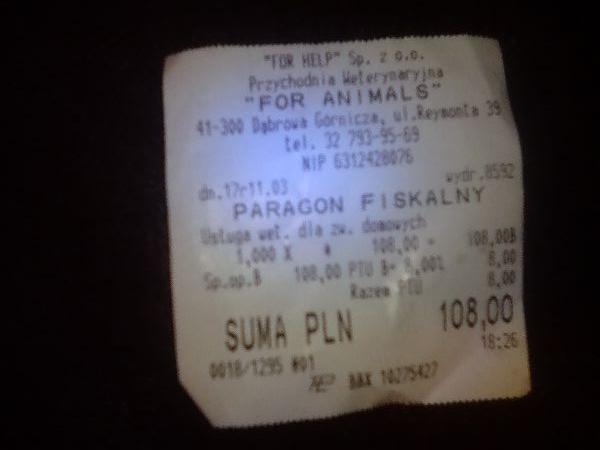 "FOR HELP" Sp. z o.o.
Przychodnia Weterynaryjna
"FOR ANIMALS"
41-300 Dąbrowa Górnicza, ul.Reymonta 39
tel. 32 793-95-69
NIP 6312428076
dn.17r11.03 wydr.8592
PARAGON FISKALNY
Usługa wet. dla zw. domowych
1,000 X * 108,00 = 108,00B
Sp.op.B 108,00 PTU B= 8,00% 8,00
Razem PTU 8,00
SUMA PLN 108,00
0018/1295 #01 18:26
BBX 10275427